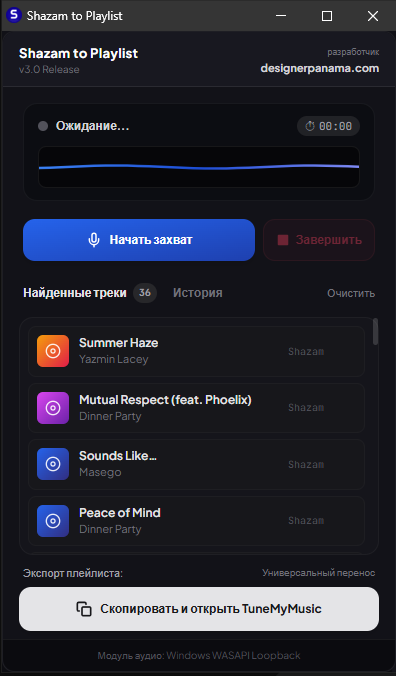 S Shazam to Playlist
Shazam to Playlist
разработчик
v3.0 Release
designerpanama.com
Ожидание...
00:00
Начать захват
Завершить
Найденные треки 36 История Очистить
Summer Haze
Yazmin Lacey
Shazam
Mutual Respect (feat. Phoelix)
Dinner Party
Shazam
Sounds Like...
Masego
Shazam
Peace of Mind
Dinner Party
Shazam
Экспорт плейлиста: Универсальный перенос
Скопировать и открыть TuneMyMusic
Модуль аудио: Windows WASAPI Loopback